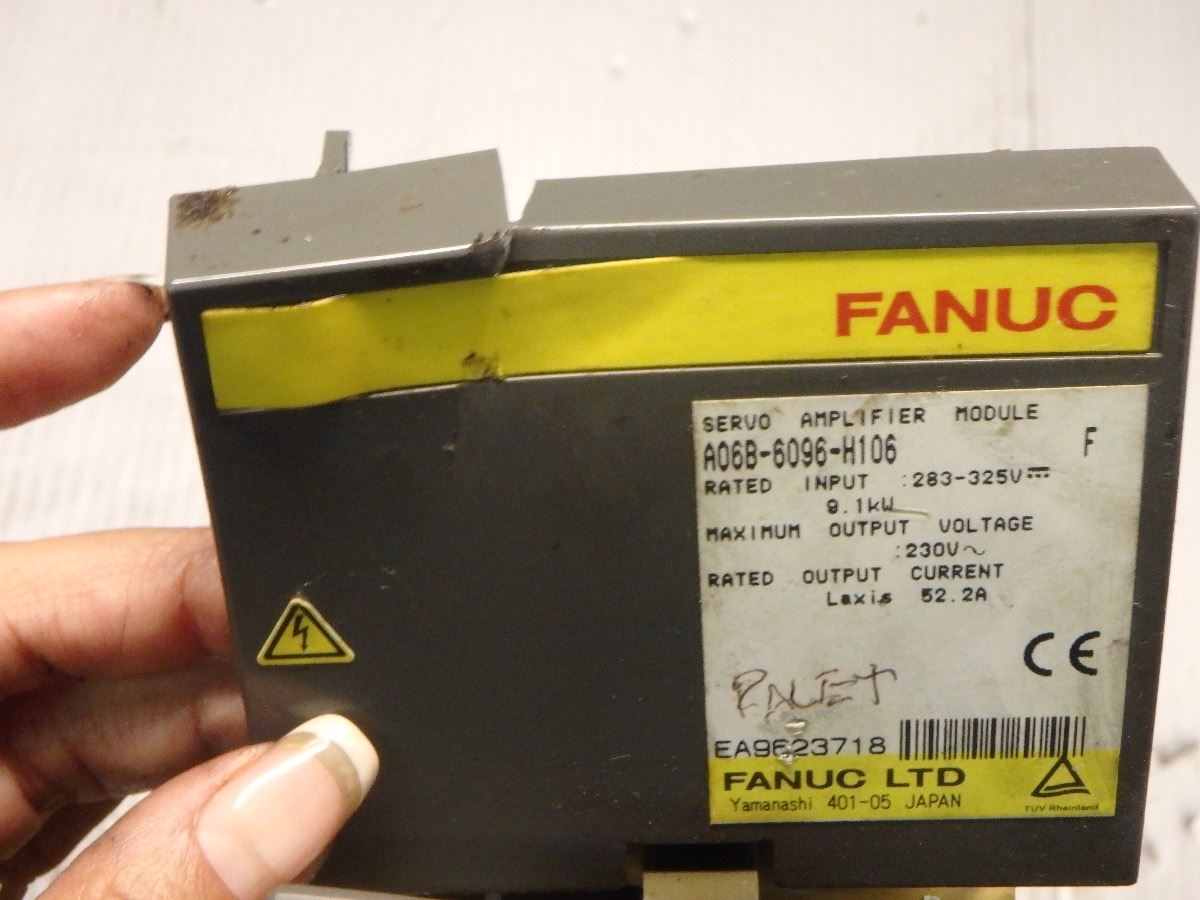 FANUC
SERVO AMPLIFIER MODULE
A06B-6096-H106 F
RATED INPUT :283-325V⎓
9.1kW
MAXIMUM OUTPUT VOLTAGE
:230V～
RATED OUTPUT CURRENT
Laxis 52.2A
CE
EA9623718
FANUC LTD
Yamanashi 401-05 JAPAN
TUV Rheinland